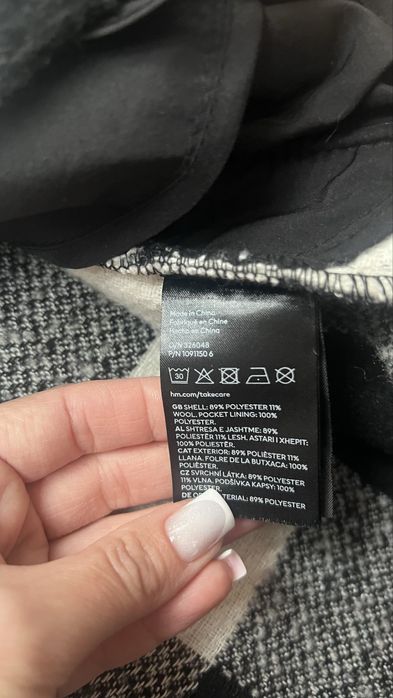 Made in China
Fabriqué en Chine
Hecho en China
O/N 326048
P/N 1091150 6
30
hm.com/takecare
GB SHELL: 89% POLYESTER 11%
WOOL. POCKET LINING: 100%
POLYESTER.
AL SHTRESA E JASHTME: 89%
POLIESTËR 11% LESH. ASTARI I XHEPIT:
100% POLIESTËR.
CAT EXTERIOR: 89% POLIÈSTER 11%
LLANA. FOLRE DE LA BUTXACA: 100%
POLIÈSTER.
CZ SVRCHNÍ LÁTKA: 89% POLYESTER
11% VLNA. PODŠÍVKA KAPSY: 100%
POLYESTER.
DE MATERIAL: 89% POLYESTER